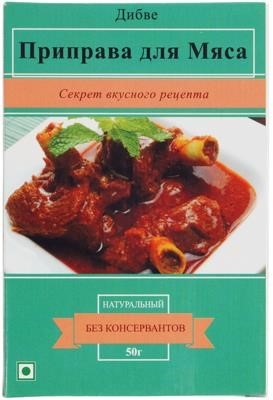 Дибве
Приправа для Мяса
Секрет вкусного рецепта
НАТУРАЛЬНЫЙ
БЕЗ КОНСЕРВАНТОВ
50г